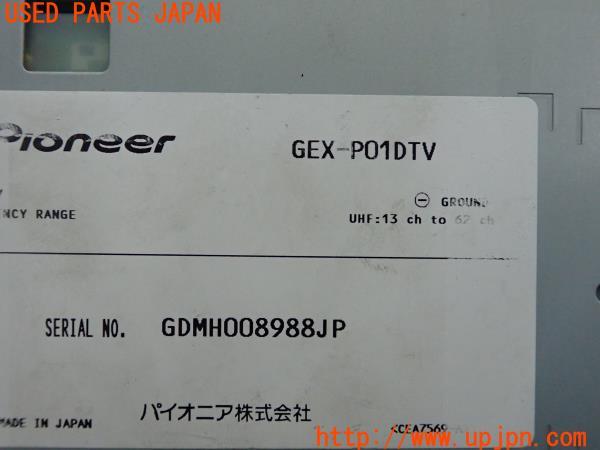 USED PARTS JAPAN
Pioneer
GEX-P01DTV
GROUND
NCY RANGE
UHF:13 ch to 62 ch
SERIAL NO. GDMH008988JP
MADE IN JAPAN
パイオニア株式会社
<CEA7569-A>
http://www.upjpn.com